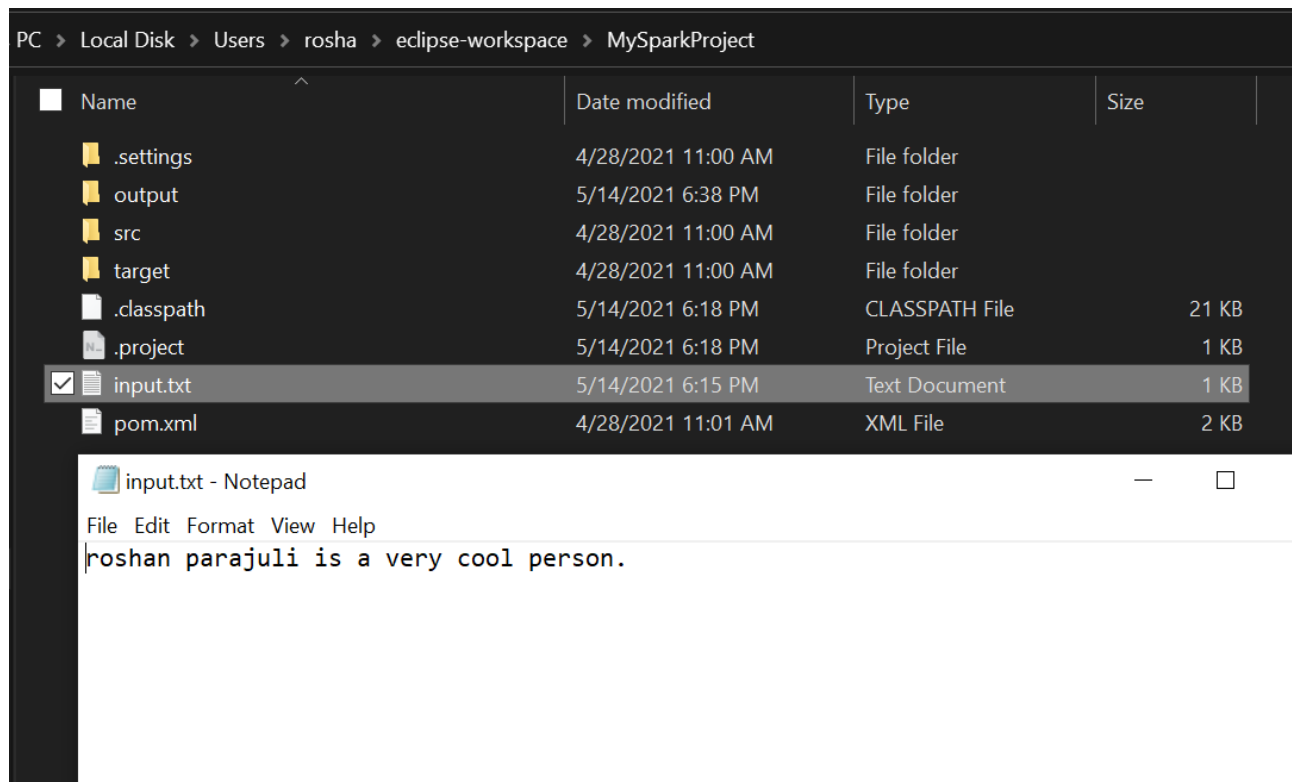 PC > Local Disk > Users > rosha > eclipse-workspace > MySparkProject
Name Date modified Type Size
.settings 4/28/2021 11:00 AM File folder
output 5/14/2021 6:38 PM File folder
src 4/28/2021 11:00 AM File folder
target 4/28/2021 11:00 AM File folder
.classpath 5/14/2021 6:18 PM CLASSPATH File 21 KB
.project 5/14/2021 6:18 PM Project File 1 KB
input.txt 5/14/2021 6:15 PM Text Document 1 KB
pom.xml 4/28/2021 11:01 AM XML File 2 KB
input.txt - Notepad
File Edit Format View Help
roshan parajuli is a very cool person.